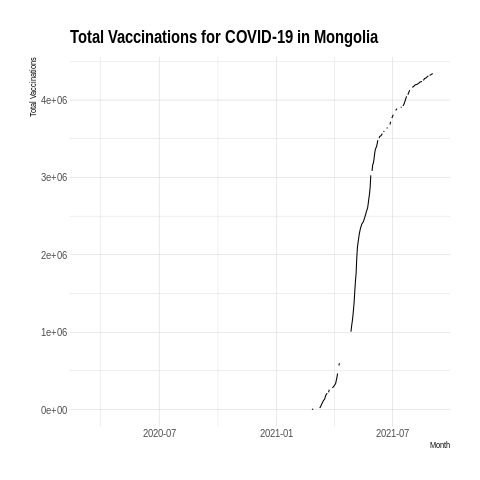 Total Vaccinations for COVID-19 in Mongolia
Total Vaccinations
4e+06
3e+06
2e+06
1e+06
0e+00
2020-07 2021-01 2021-07
Month